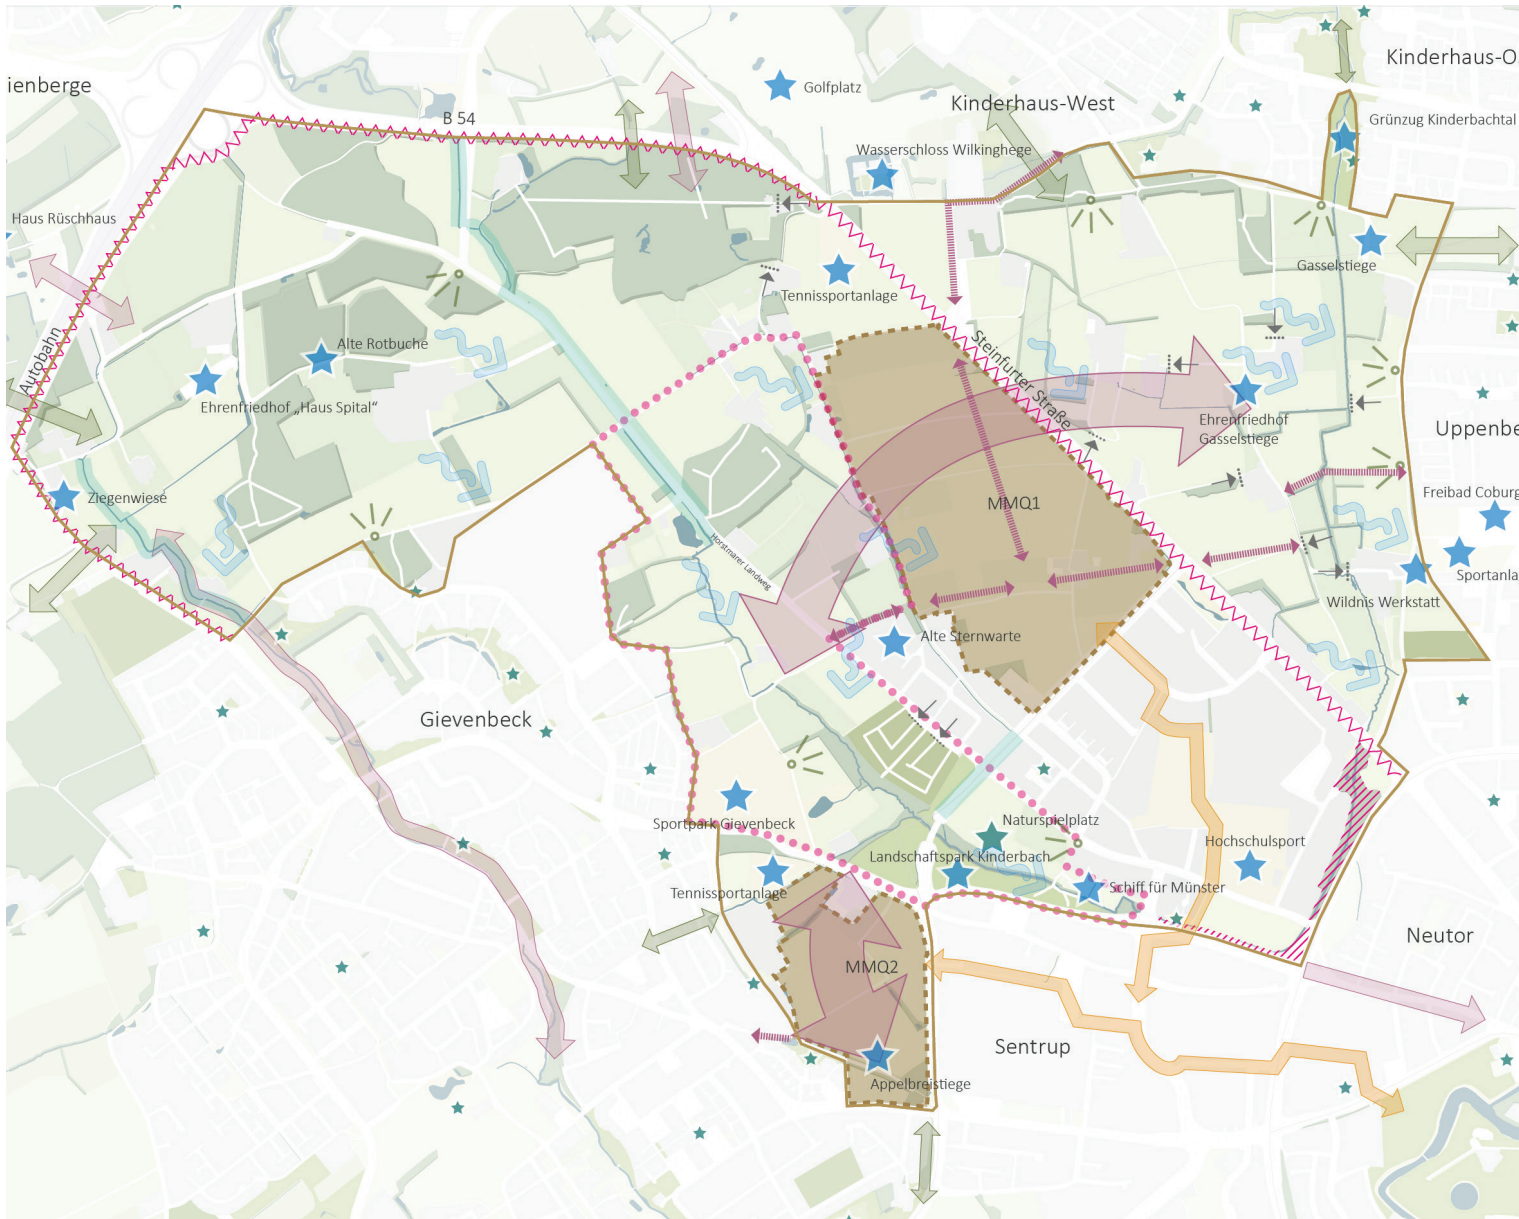 Kinderhaus-O
ienberge
Golfplatz
Kinderhaus-West
B 54
Grünzug Kinderbachtal
Wasserschloss Wilkinghege
Haus Rüschhaus
Gasselstiege
Tennissportanlage
Autobahn
Alte Rotbuche
Steinfurter Straße
Ehrenfriedhof „Haus Spital“
Ehrenfriedhof
Gasselstiege
Uppenbe
Ziegenwiese
MMQ1
Freibad Coburg
Horstmarer Landweg
Sportanla
Wildnis Werkstatt
Alte Sternwarte
Gievenbeck
Sportpark Gievenbeck
Naturspielplatz
Hochschulsport
Landschaftspark Kinderbach
Tennissportanlage
Schiff für Münster
Neutor
MMQ2
Sentrup
Appelbreistiege